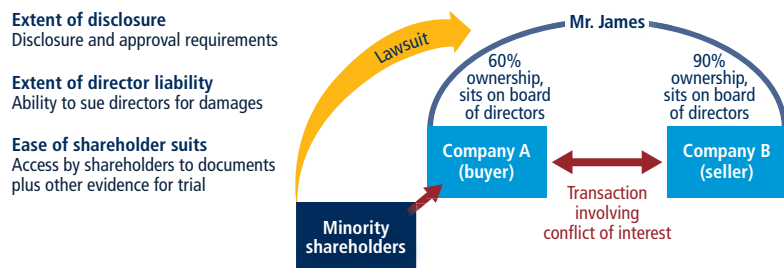 Extent of disclosure
Disclosure and approval requirements
Extent of director liability
Ability to sue directors for damages
Ease of shareholder suits
Access by shareholders to documents
plus other evidence for trial
Lawsuit
Mr. James
60%
ownership,
sits on board
of directors
90%
ownership,
sits on board
of directors
Company A
(buyer)
Company B
(seller)
Transaction
involving
conflict of interest
Minority
shareholders